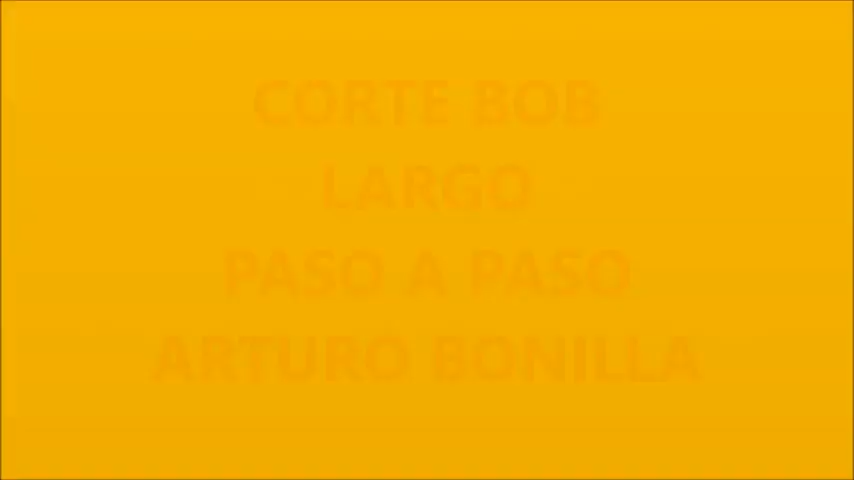 CORTE BOB
LARGO
PASO A PASO
ARTURO BONILLA